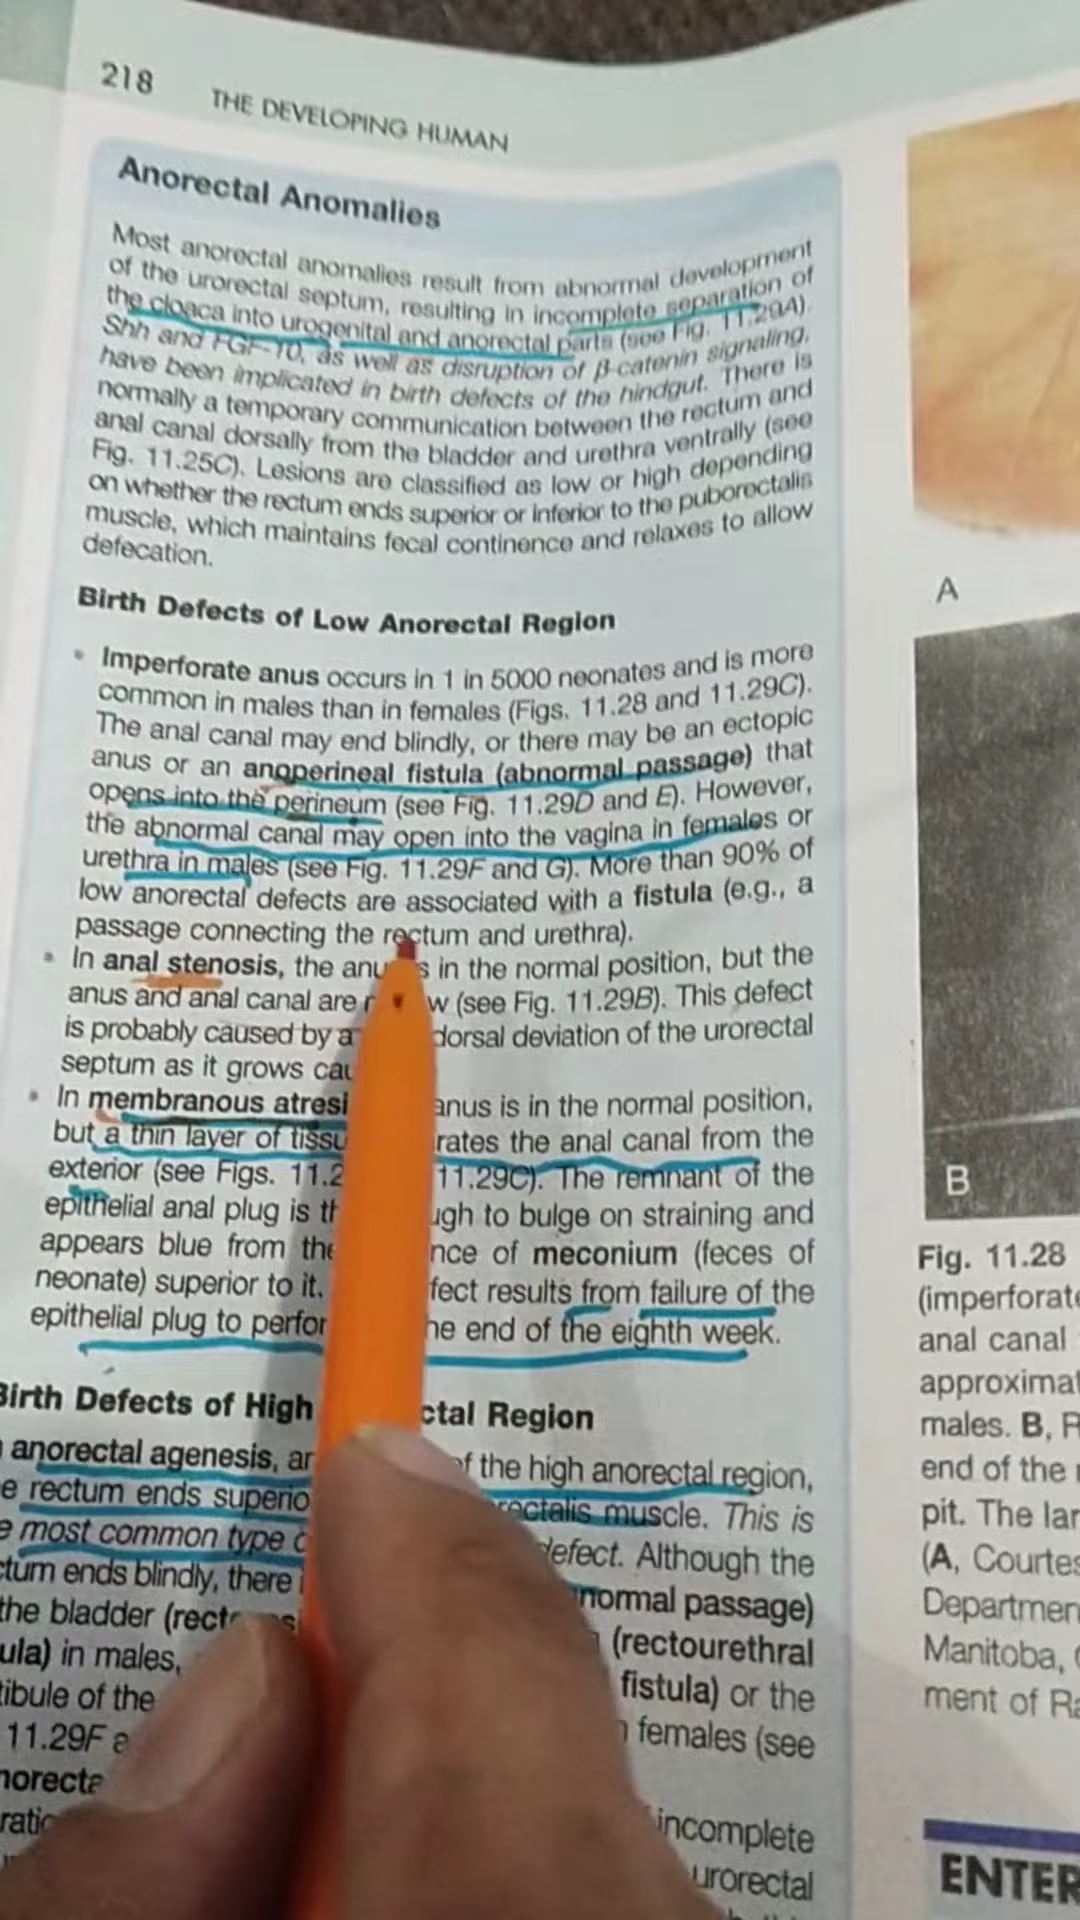 218 THE DEVELOPING HUMAN
Anorectal Anomalies
Most anorectal anomalies result from abnormal development
of the urorectal septum, resulting in incomplete separation of
the cloaca into urogenital and anorectal parts (see Fig. 11.29A).
Shh and FGF-10, as well as disruption of β-catenin signaling,
have been implicated in birth defects of the hindgut. There is
normally a temporary communication between the rectum and
anal canal dorsally from the bladder and urethra ventrally (see
Fig. 11.25C). Lesions are classified as low or high depending
on whether the rectum ends superior or inferior to the puborectalis
muscle, which maintains fecal continence and relaxes to allow
defecation.
Birth Defects of Low Anorectal Region
• Imperforate anus occurs in 1 in 5000 neonates and is more
common in males than in females (Figs. 11.28 and 11.29C).
The anal canal may end blindly, or there may be an ectopic
anus or an anoperineal fistula (abnormal passage) that
opens into the perineum (see Fig. 11.29D and E). However,
the abnormal canal may open into the vagina in females or
urethra in males (see Fig. 11.29F and G). More than 90% of
low anorectal defects are associated with a fistula (e.g., a
passage connecting the rectum and urethra).
• In anal stenosis, the anu s in the normal position, but the
anus and anal canal are w (see Fig. 11.29B). This defect
is probably caused by a dorsal deviation of the urorectal
septum as it grows cau
• In membranous atresi anus is in the normal position,
but a thin layer of tissu rates the anal canal from the
exterior (see Figs. 11.2 11.29C). The remnant of the
epithelial anal plug is th ugh to bulge on straining and
appears blue from the nce of meconium (feces of
neonate) superior to it. fect results from failure of the
epithelial plug to perfor he end of the eighth week.
Birth Defects of High ctal Region
anorectal agenesis, an of the high anorectal region,
e rectum ends superio rectalis muscle. This is
e most common type defect. Although the
ctum ends blindly, there normal passage)
the bladder (recto (rectourethral
ula) in males, fistula) or the
tibule of the females (see
11.29F a
norecta
ratio incomplete
urorectal
A
B
Fig. 11.28
(imperforate
anal canal
approximat
males. B, R
end of the
pit. The lar
(A, Courtes
Departmen
Manitoba,
ment of Ra
ENTER